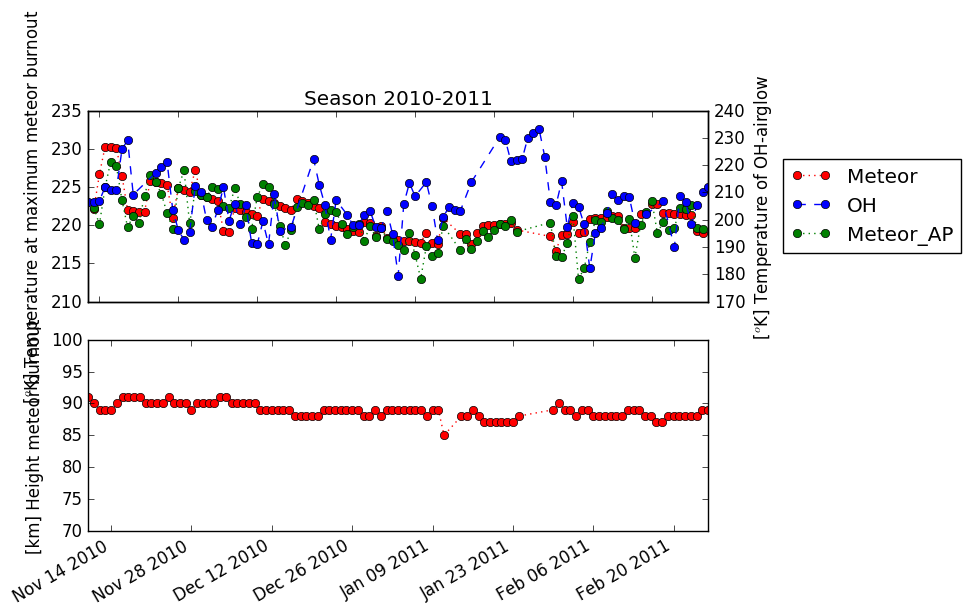 Season 2010-2011
[ᵒK] Temperature at maximum meteor burnout
235
230
225
220
215
210
240
230
220
210
200
190
180
170
[ᵒK] Temperature of OH-airglow
Meteor
OH
Meteor_AP
[km] Height meteor burnout
100
95
90
85
80
75
70
Nov 14 2010
Nov 28 2010
Dec 12 2010
Dec 26 2010
Jan 09 2011
Jan 23 2011
Feb 06 2011
Feb 20 2011